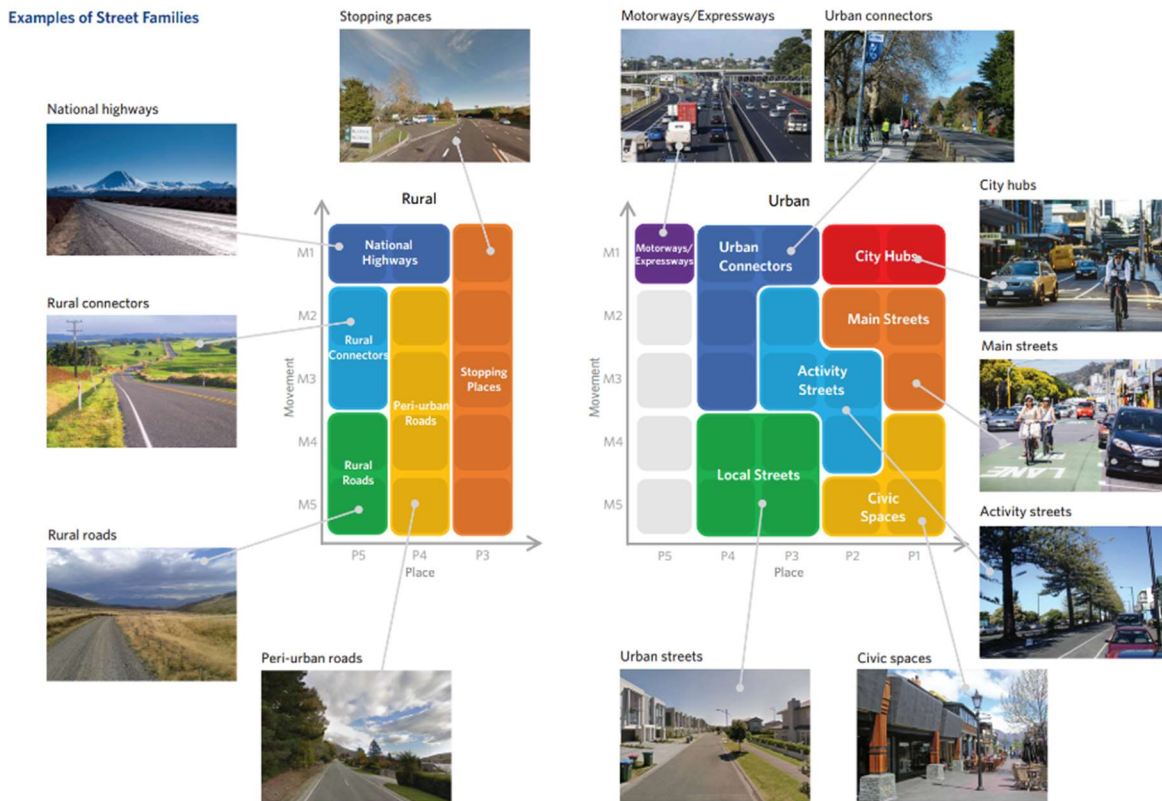 Examples of Street Families
Stopping paces
Motorways/Expressways
Urban connectors
National highways
City hubs
Rural
Urban
M1
National
Highways
Motorways/
Expressways
Urban
Connectors
City Hubs
Rural connectors
M2
Rural
Connectors
M2
Main Streets
Main streets
Movement
M3
Stopping
Places
Peri-urban
Roads
Movement
M3
Activity
Streets
M4
M4
LANE
Rural
Roads
Local Streets
M5
M5
Civic
Spaces
Activity streets
Rural roads
P5
P4
P3
Place
P5
P4
P3
P2
P1
Place
M1
Peri-urban roads
Urban streets
Civic spaces